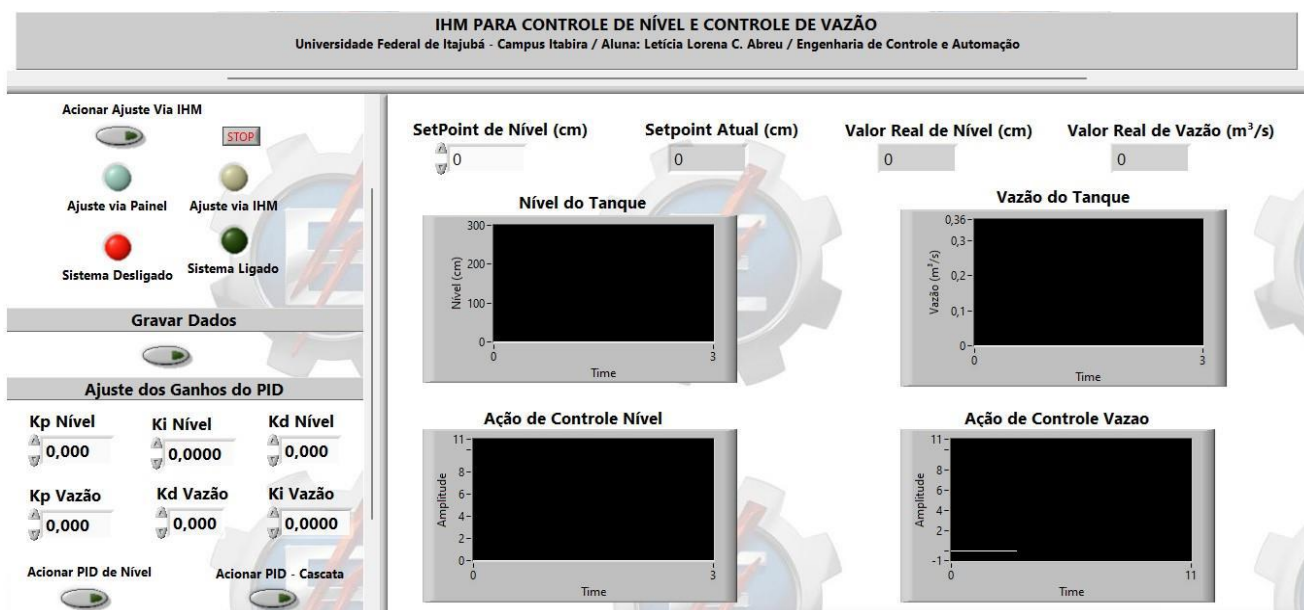 IHM PARA CONTROLE DE NÍVEL E CONTROLE DE VAZÃO
Universidade Federal de Itajubá - Campus Itabira / Aluna: Letícia Lorena C. Abreu / Engenharia de Controle e Automação
Acionar Ajuste Via IHM
STOP
Ajuste via Painel
Ajuste via IHM
Sistema Desligado
Sistema Ligado
Gravar Dados
Ajuste dos Ganhos do PID
Kp Nível
Ki Nível
Kd Nível
0,000
0,0000
0,000
Kp Vazão
Kd Vazão
Ki Vazão
0,000
0,000
0,0000
Acionar PID de Nível
Acionar PID - Cascata
SetPoint de Nível (cm)
Setpoint Atual (cm)
Valor Real de Nível (cm)
Valor Real de Vazão (m³/s)
0
0
0
0
Nível do Tanque
300
200
100
0
Nível (cm)
0
3
Time
Vazão do Tanque
0,36
0,3
0,2
0,1
0
Vazão (m³/s)
0
3
Time
Ação de Controle Nível
11
8
6
4
2
0
Amplitude
0
3
Time
Ação de Controle Vazao
11
8
6
4
2
-1
Amplitude
0
11
Time